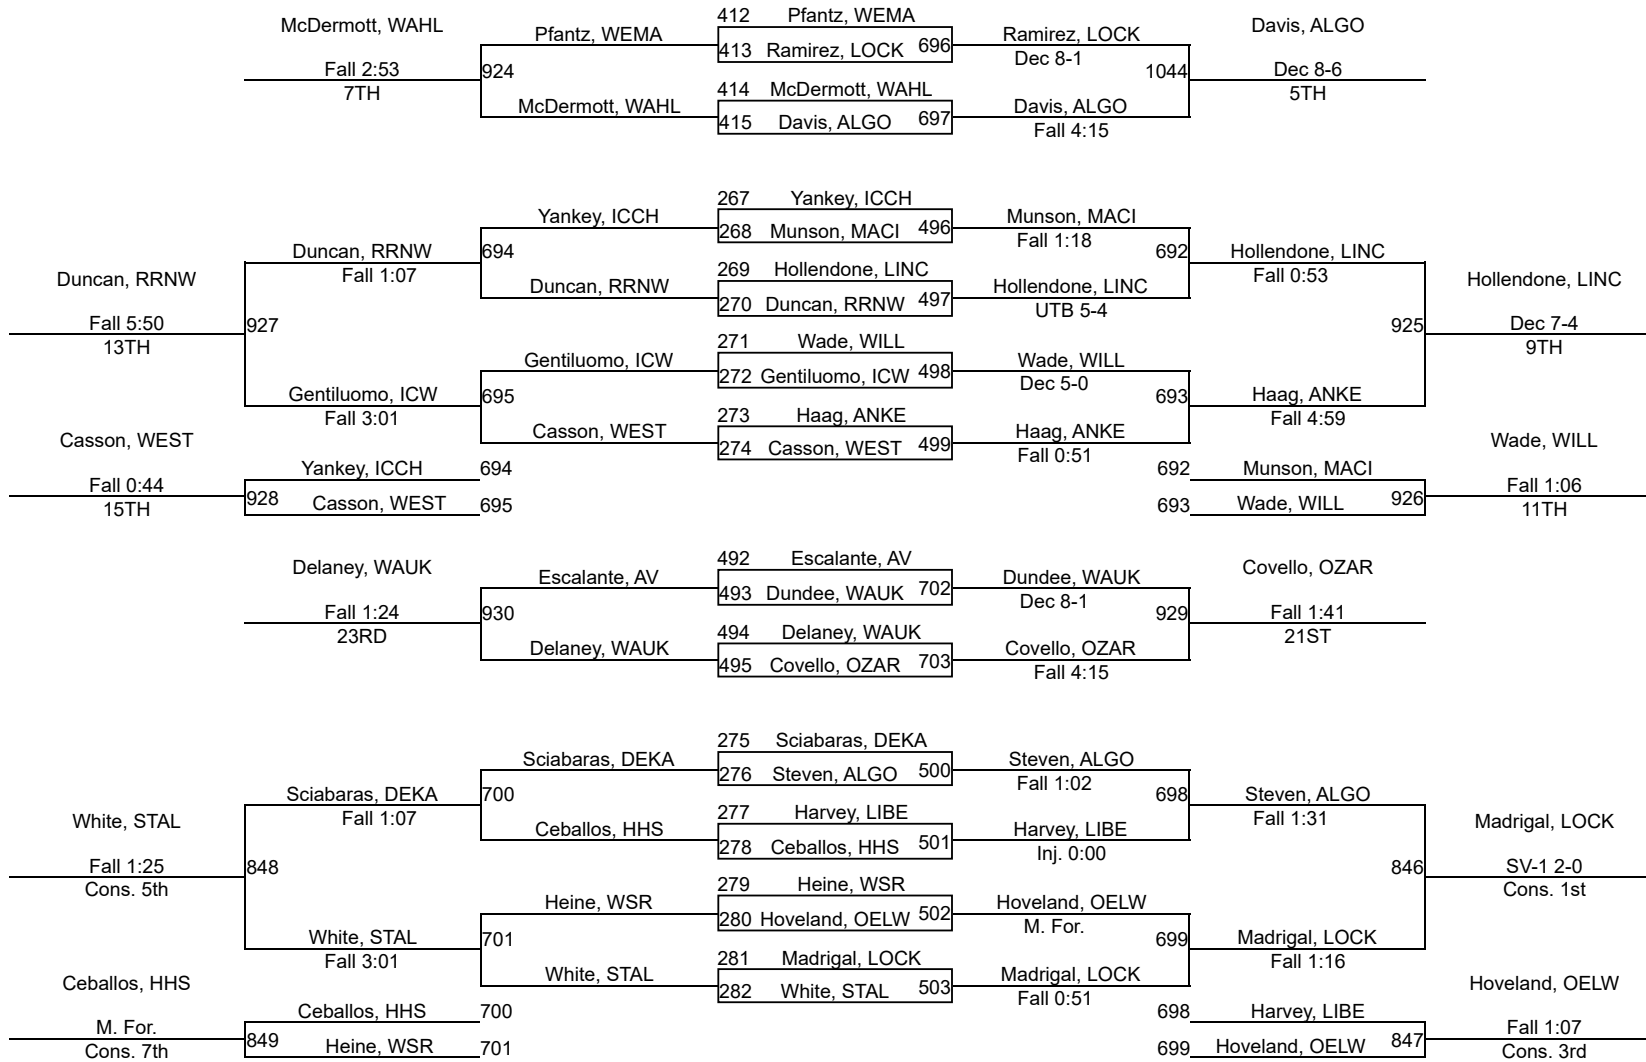 412 Pfantz, WEMA
McDermott, WAHL Pfantz, WEMA 413 Ramirez, LOCK 696 Ramirez, LOCK Davis, ALGO
Dec 8-1
Fall 2:53 924 1044 Dec 8-6
7TH 414 McDermott, WAHL 5TH
McDermott, WAHL 415 Davis, ALGO 697 Davis, ALGO
Fall 4:15
267 Yankey, ICCH
Yankey, ICCH 268 Munson, MACI 496 Munson, MACI
Fall 1:18
Duncan, RRNW 694 692 Hollendone, LINC
Fall 1:07 269 Hollendone, LINC Fall 0:53
Duncan, RRNW Duncan, RRNW 270 Duncan, RRNW 497 Hollendone, LINC Hollendone, LINC
UTB 5-4
Fall 5:50 927 925 Dec 7-4
13TH 271 Wade, WILL 9TH
Gentiluomo, ICW 272 Gentiluomo, ICW 498 Wade, WILL
Dec 5-0
Gentiluomo, ICW 695 693 Haag, ANKE
Fall 3:01 273 Haag, ANKE Fall 4:59
Casson, WEST Casson, WEST 274 Casson, WEST 499 Haag, ANKE Wade, WILL
Fall 0:51
Yankey, ICCH 694 692 Munson, MACI
Fall 0:44 928 926 Fall 1:06
15TH Casson, WEST 695 693 Wade, WILL 11TH
492 Escalante, AV
Delaney, WAUK Escalante, AV 493 Dundee, WAUK 702 Dundee, WAUK Covello, OZAR
Dec 8-1
Fall 1:24 930 929 Fall 1:41
23RD 494 Delaney, WAUK 21ST
Delaney, WAUK 495 Covello, OZAR 703 Covello, OZAR
Fall 4:15
275 Sciabaras, DEKA
Sciabaras, DEKA 276 Steven, ALGO 500 Steven, ALGO
Fall 1:02
Sciabaras, DEKA 700 698 Steven, ALGO
Fall 1:07 277 Harvey, LIBE Fall 1:31
White, STAL Ceballos, HHS 278 Ceballos, HHS 501 Harvey, LIBE Madrigal, LOCK
Inj. 0:00
Fall 1:25 848 846 SV-1 2-0
Cons. 5th 279 Heine, WSR Cons. 1st
Heine, WSR 280 Hoveland, OELW 502 Hoveland, OELW
M. For.
White, STAL 701 699 Madrigal, LOCK
Fall 3:01 281 Madrigal, LOCK Fall 1:16
Ceballos, HHS White, STAL 282 White, STAL 503 Madrigal, LOCK Hoveland, OELW
Fall 0:51
Ceballos, HHS 700 698 Harvey, LIBE
M. For. 849 847 Fall 1:07
Cons. 7th Heine, WSR 701 699 Hoveland, OELW Cons. 3rd